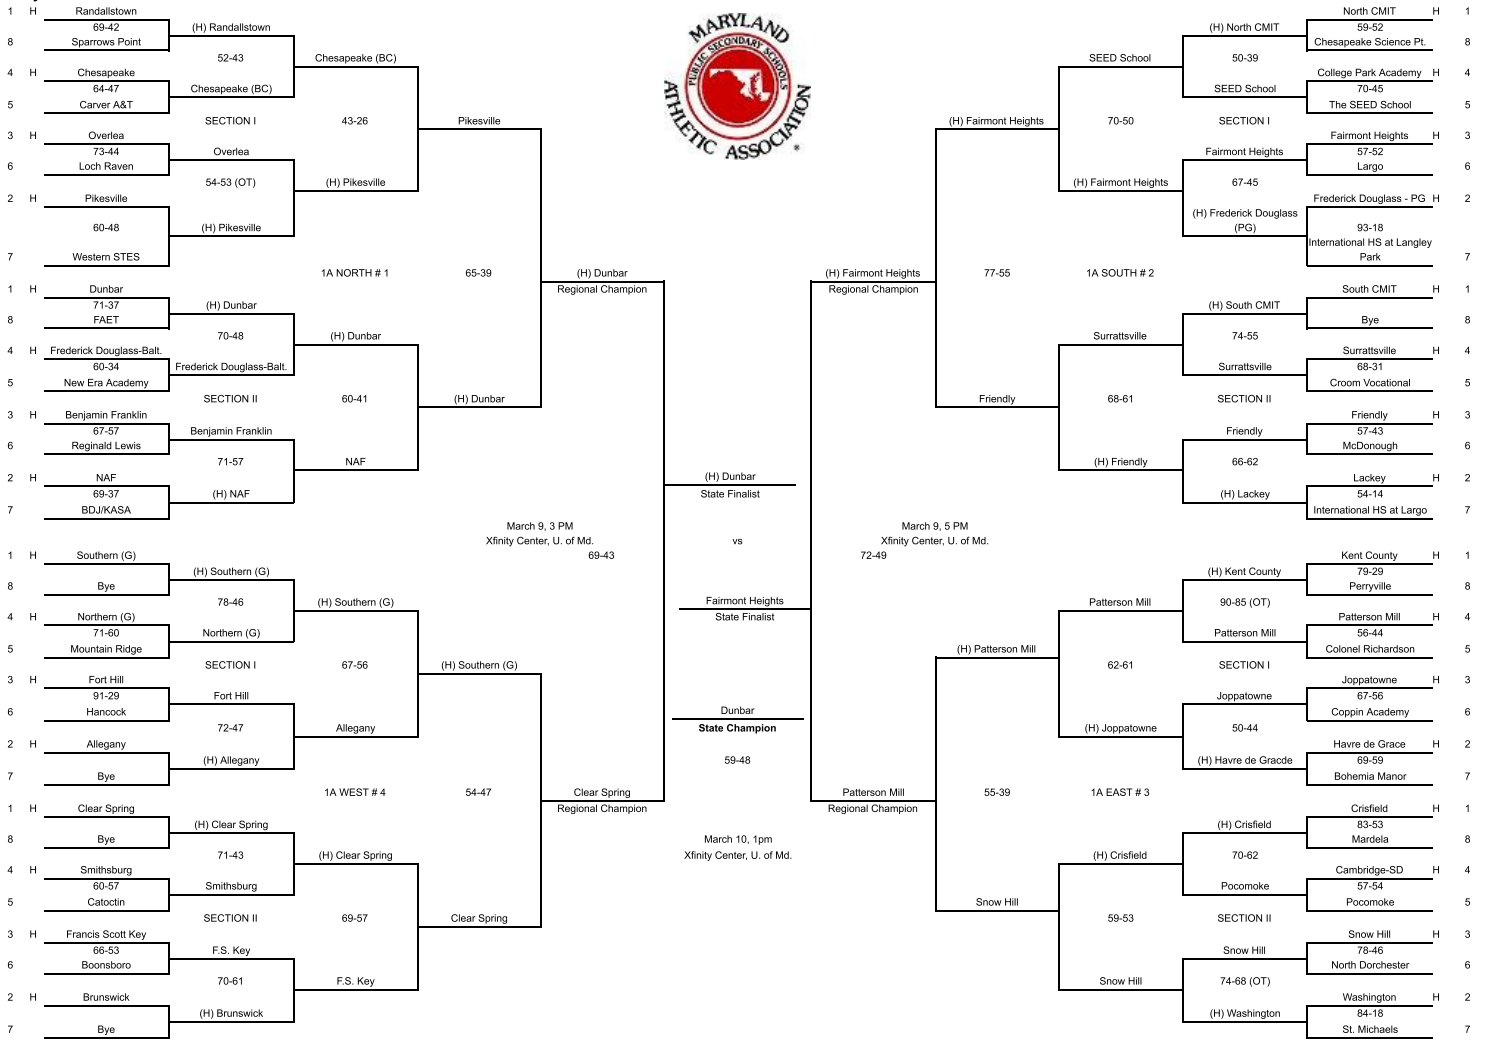 MARYLAND
PUBLIC SECONDARY SCHOOLS
ATHLETIC ASSOCIATION
®
1 H Randallstown
69-42
8 Sparrows Point
4 H Chesapeake
64-47
5 Carver A&T
3 H Overlea
73-44
6 Loch Raven
2 H Pikesville
60-48
7 Western STES
(H) Randallstown
52-43
Chesapeake (BC)
SECTION I
Overlea
54-53 (OT)
(H) Pikesville
Chesapeake (BC)
43-26
(H) Pikesville
Pikesville
1A NORTH # 1
65-39
1 H Dunbar
71-37
8 FAET
4 H Frederick Douglass-Balt.
60-34
5 New Era Academy
3 H Benjamin Franklin
67-57
6 Reginald Lewis
2 H NAF
69-37
7 BDJ/KASA
(H) Dunbar
70-48
Frederick Douglass-Balt.
SECTION II
Benjamin Franklin
71-57
(H) NAF
(H) Dunbar
60-41
NAF
(H) Dunbar
(H) Dunbar
Regional Champion
March 9, 3 PM
Xfinity Center, U. of Md.
69-43
1 H Southern (G)
8 Bye
4 H Northern (G)
71-60
5 Mountain Ridge
3 H Fort Hill
91-29
6 Hancock
2 H Allegany
7 Bye
(H) Southern (G)
78-46
Northern (G)
SECTION I
Fort Hill
72-47
(H) Allegany
(H) Southern (G)
67-56
Allegany
(H) Southern (G)
1A WEST # 4
54-47
1 H Clear Spring
8 Bye
4 H Smithsburg
60-57
5 Catoctin
3 H Francis Scott Key
66-53
6 Boonsboro
2 H Brunswick
7 Bye
(H) Clear Spring
71-43
Smithsburg
SECTION II
F.S. Key
70-61
(H) Brunswick
(H) Clear Spring
69-57
F.S. Key
Clear Spring
Clear Spring
Regional Champion
(H) Dunbar
State Finalist
vs
Fairmont Heights
State Finalist
Dunbar
State Champion
59-48
March 10, 1pm
Xfinity Center, U. of Md.
North CMIT H 1
59-52
Chesapeake Science Pt. 8
College Park Academy H 4
70-45
The SEED School 5
Fairmont Heights H 3
57-52
Largo 6
Frederick Douglass - PG H 2
93-18
International HS at Langley
Park 7
(H) North CMIT
50-39
SEED School
SECTION I
Fairmont Heights
67-45
(H) Frederick Douglass
(PG)
SEED School
70-50
(H) Fairmont Heights
(H) Fairmont Heights
77-55
1A SOUTH # 2
South CMIT H 1
Bye 8
Surrattsville H 4
68-31
Croom Vocational 5
Friendly H 3
57-43
McDonough 6
Lackey H 2
54-14
International HS at Largo 7
(H) South CMIT
74-55
Surrattsville
SECTION II
Friendly
66-62
(H) Lackey
Surrattsville
68-61
(H) Friendly
Friendly
(H) Fairmont Heights
Regional Champion
March 9, 5 PM
Xfinity Center, U. of Md.
72-49
Kent County H 1
79-29
Perryville 8
Patterson Mill H 4
56-44
Colonel Richardson 5
Joppatowne H 3
67-56
Coppin Academy 6
Havre de Grace H 2
69-59
Bohemia Manor 7
(H) Kent County
90-85 (OT)
Patterson Mill
SECTION I
Joppatowne
50-44
(H) Havre de Gracde
Patterson Mill
62-61
(H) Joppatowne
(H) Patterson Mill
55-39
1A EAST # 3
Crisfield H 1
83-53
Mardela 8
Cambridge-SD H 4
57-54
Pocomoke 5
Snow Hill H 3
78-46
North Dorchester 6
Washington H 2
84-18
St. Michaels 7
(H) Crisfield
70-62
Pocomoke
SECTION II
Snow Hill
74-68 (OT)
(H) Washington
(H) Crisfield
59-53
Snow Hill
Snow Hill
Patterson Mill
Regional Champion